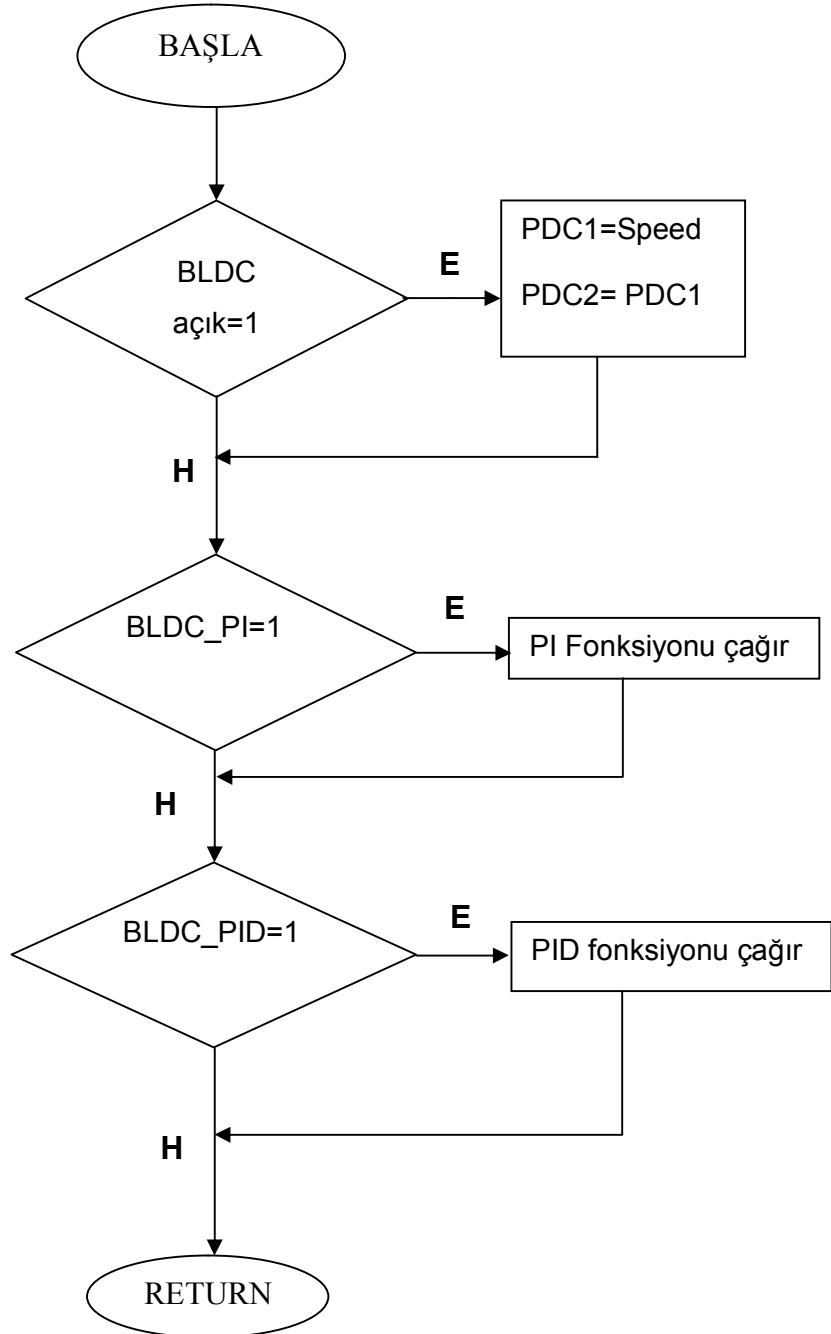 BAŞLA
BLDC
açık=1
E
PDC1=Speed
PDC2= PDC1
H
BLDC_PI=1
E
PI Fonksiyonu çağır
H
BLDC_PID=1
E
PID fonksiyonu çağır
H
RETURN